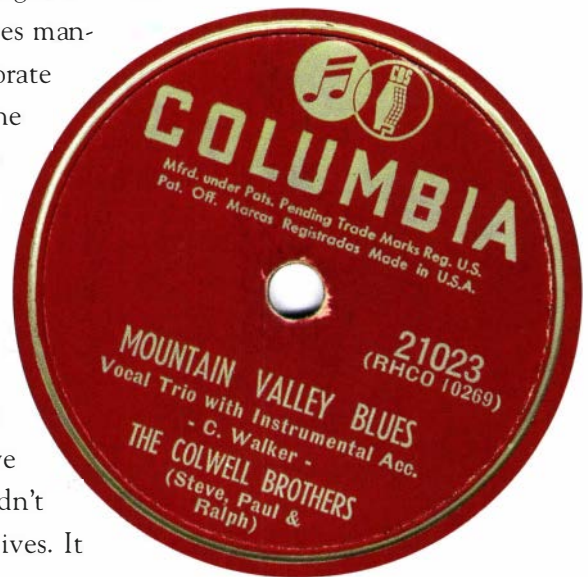 es man-
orate
ne
ve
dn't
ives. It
CBS
COLUMBIA
Mfrd. under Pats. Pending Trade Marks Reg. U.S.
Pat. Off. Marcas Registradas Made in U.S.A.
21023
(RHCO 10269)
MOUNTAIN VALLEY BLUES
Vocal Trio with Instrumental Acc.
- C. Walker -
THE COLWELL BROTHERS
(Steve, Paul &
Ralph)